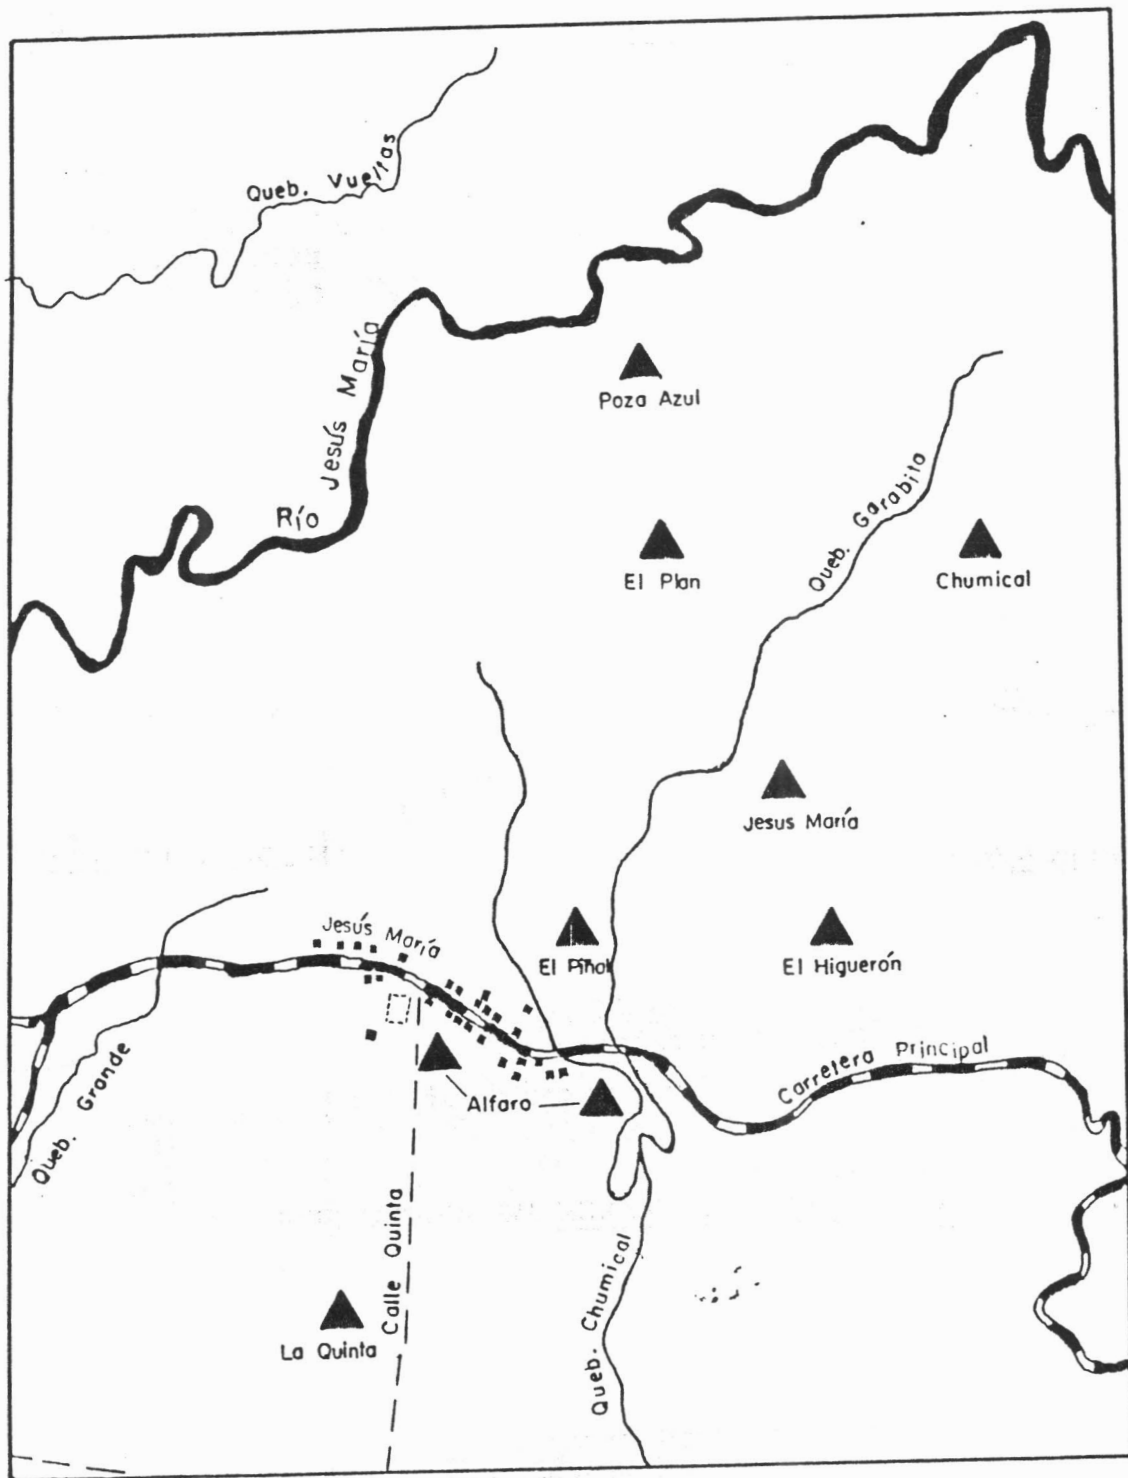 Queb. Vueltas
Río Jesús María
Poza Azul
Queb. Garabito
El Plan
Chumical
Jesus María
Jesús María
El Piñal
El Higuerón
Carretera Principal
Queb. Grande
Alfaro
Calle Quinta
Queb. Chumical
La Quinta